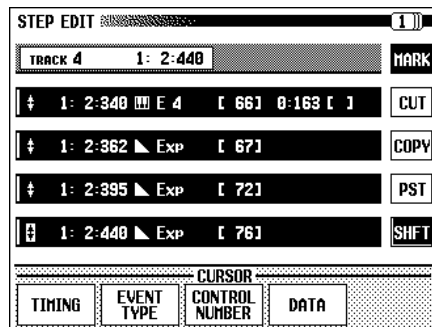 STEP EDIT 1
TRACK 4 1: 2:440
MARK
1: 2:340 E 4 [ 66] 0:163 [ ]
CUT
1: 2:362 Exp [ 67]
COPY
1: 2:395 Exp [ 72]
PST
1: 2:440 Exp [ 76]
SHFT
CURSOR
TIMING EVENT TYPE CONTROL NUMBER DATA